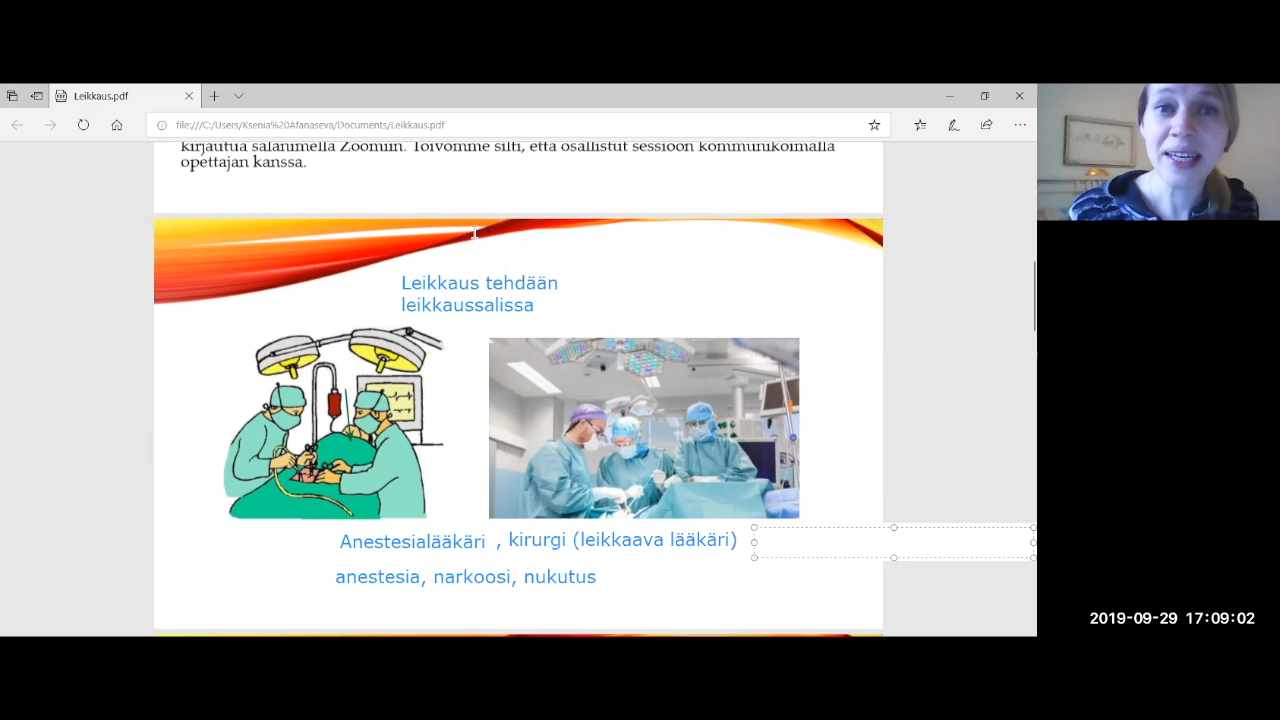 Leikkaus.pdf
file:///C:/Users/Ksenia%20Afanaseva/Documents/Leikkaus.pdf
kirjautua salanimellä Zoomiin. Toivomme silti, että osallistut sessioon kommunikoimalla
opettajan kanssa.
Leikkaus tehdään
leikkaussalissa
Anestesialääkäri , kirurgi (leikkaava lääkäri)
anestesia, narkoosi, nukutus
2019-09-29 17:09:02